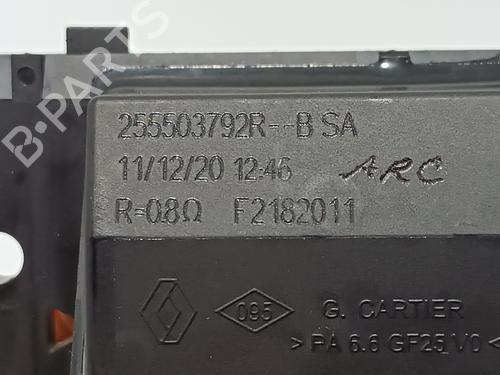 255503792R--B SA
11/12/20 12:46 ARC
R=0.8Ω F2182011
095 G. CARTIER
>PA 6.6 GF25 V0<
B-PARTS